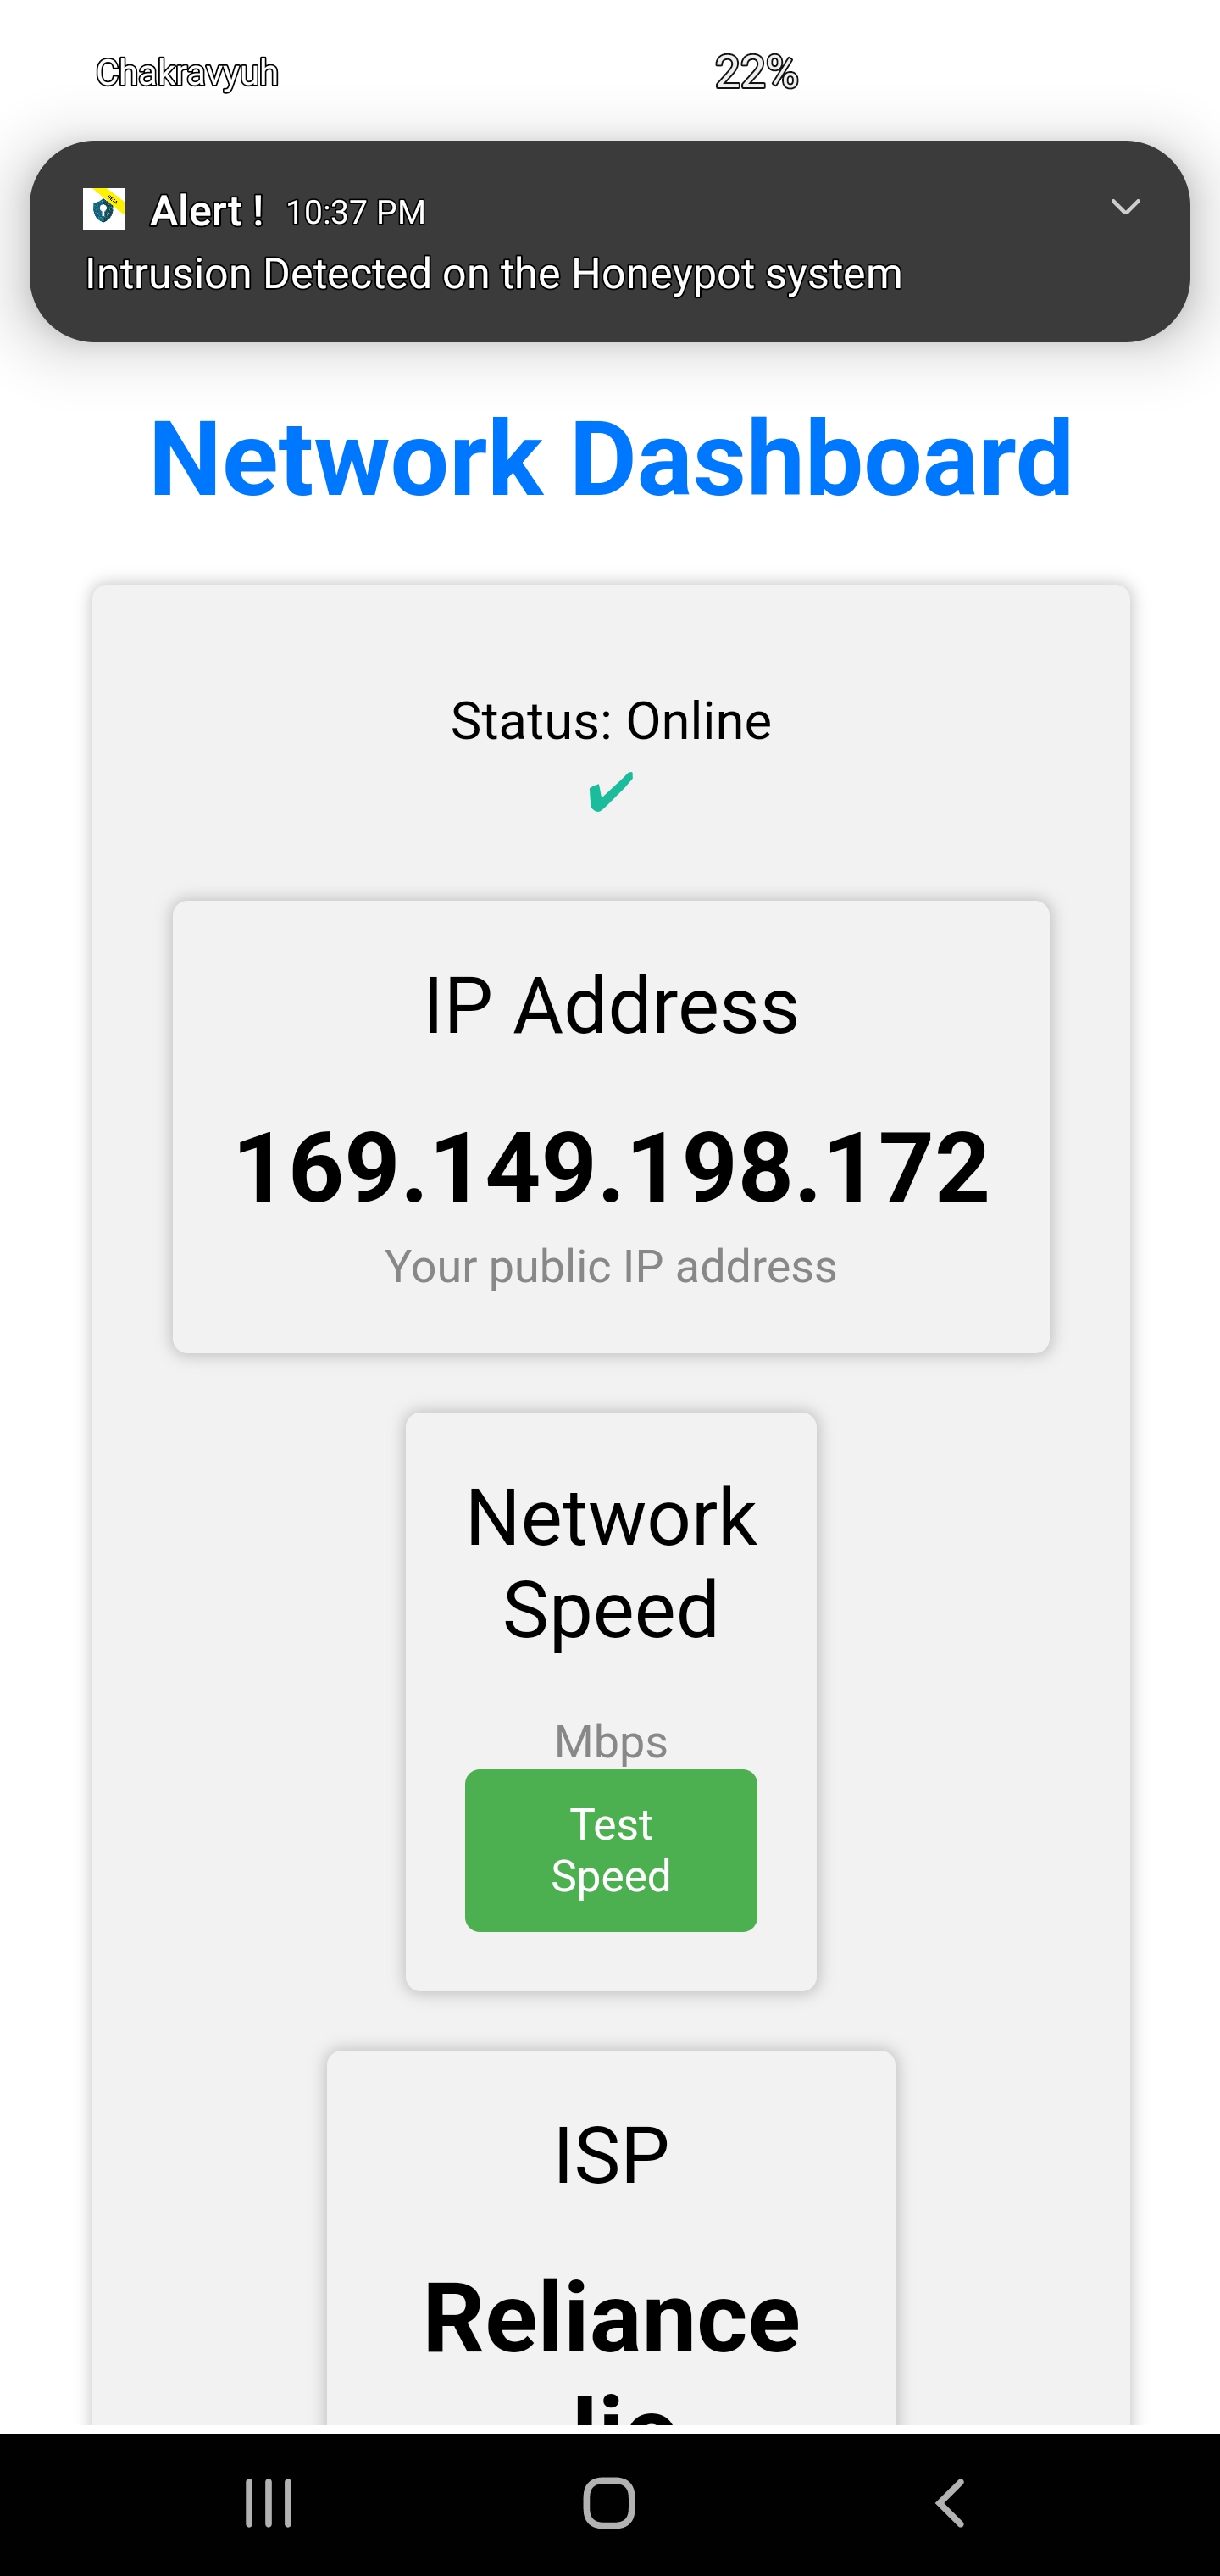 Chakravyuh 22%
Alert ! 10:37 PM
Intrusion Detected on the Honeypot system
Network Dashboard
Status: Online
IP Address
169.149.198.172
Your public IP address
Network
Speed
Mbps
Test
Speed
ISP
Reliance
Jio